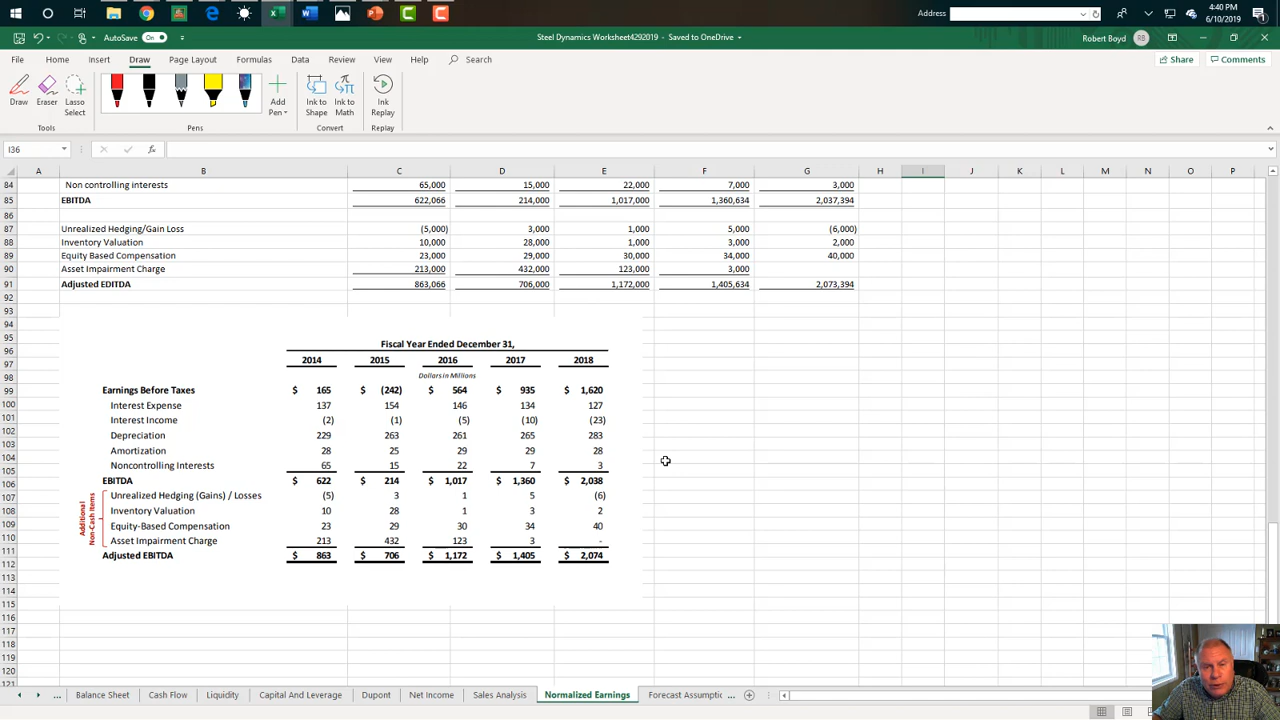 4:40 PM
6/10/2019
1
Address
AutoSave On
Steel Dynamics Worksheet4292019 - Saved to OneDrive
Robert Boyd RB
File Home Insert Draw Page Layout Formulas Data Review View Help Search
Share Comments
Draw Eraser Lasso Select
Add Pen
Ink to Shape Ink to Math Ink Replay
Tools Pens Convert Replay
I36 fx
A B C D E F G H I J K L M N O P
84 Non controlling interests 65,000 15,000 22,000 7,000 3,000
85 EBITDA 622,066 214,000 1,017,000 1,360,634 2,037,394
86
87 Unrealized Hedging/Gain Loss (5,000) 3,000 1,000 5,000 (6,000)
88 Inventory Valuation 10,000 28,000 1,000 3,000 2,000
89 Equity Based Compensation 23,000 29,000 30,000 34,000 40,000
90 Asset Impairment Charge 213,000 432,000 123,000 3,000
91 Adjusted EDITDA 863,066 706,000 1,172,000 1,405,634 2,073,394
92
93
94
95 Fiscal Year Ended December 31,
96 2014 2015 2016 2017 2018
97
98 Dollars in Millions
99 Earnings Before Taxes $ 165 $ (242) $ 564 $ 935 $ 1,620
100 Interest Expense 137 154 146 134 127
101 Interest Income (2) (1) (5) (10) (23)
102 Depreciation 229 263 261 265 283
103 Amortization 28 25 29 29 28
104
105 Noncontrolling Interests 65 15 22 7 3
106 EBITDA $ 622 $ 214 $ 1,017 $ 1,360 $ 2,038
107 Unrealized Hedging (Gains) / Losses (5) 3 1 5 (6)
108 Inventory Valuation 10 28 1 3 2
109 Equity-Based Compensation 23 29 30 34 40
110 Asset Impairment Charge 213 432 123 3 -
111 Adjusted EBITDA $ 863 $ 706 $ 1,172 $ 1,405 $ 2,074
Additional
Non-Cash Items
112
113
114
115
116
117
118
119
120
121
... Balance Sheet Cash Flow Liquidity Capital And Leverage Dupont Net Income Sales Analysis Normalized Earnings Forecast Assumptic ...